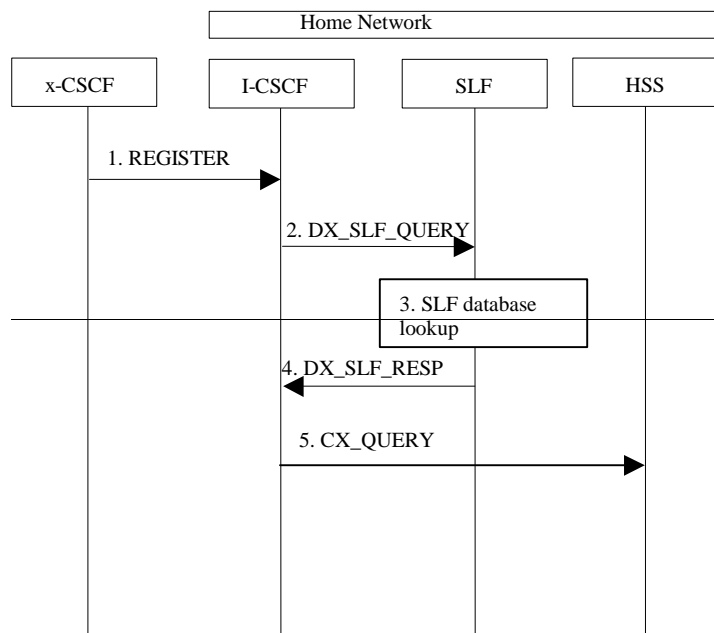 Home Network
x-CSCF
I-CSCF
SLF
HSS
1. REGISTER
2. DX_SLF_QUERY
3. SLF database
lookup
4. DX_SLF_RESP
5. CX_QUERY